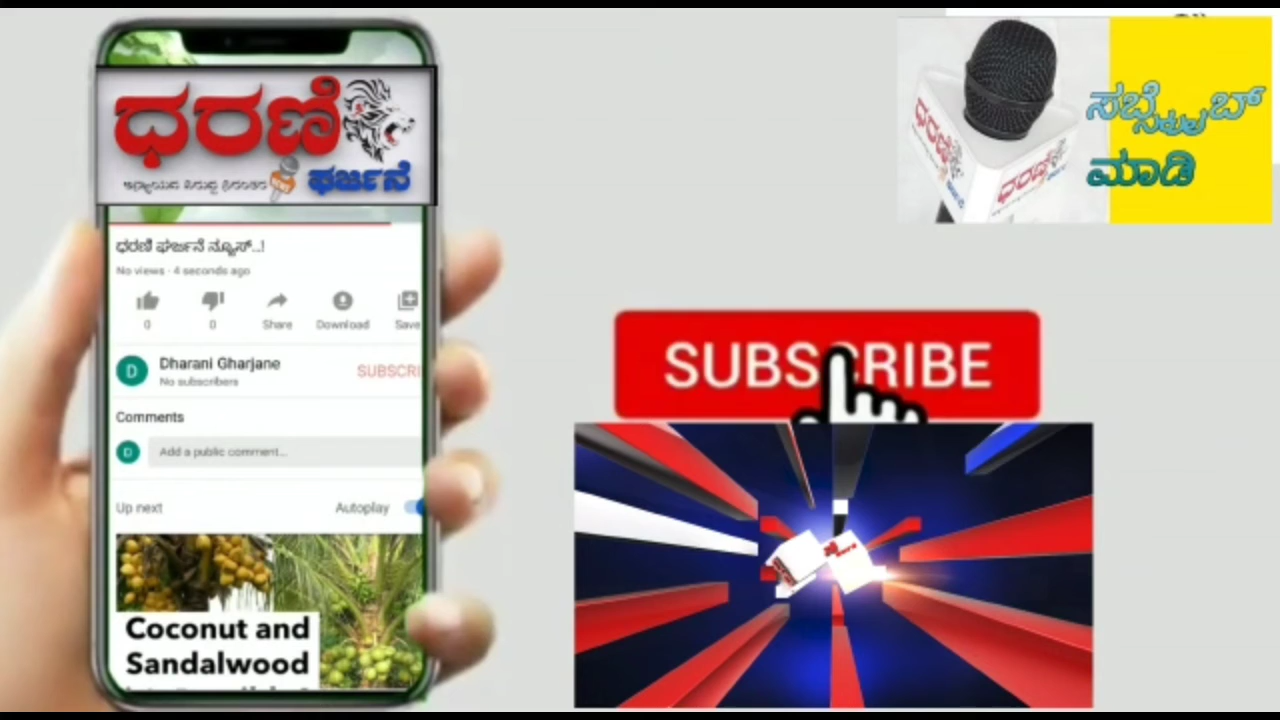 ಧರಣಿ
ಘರ್ಜನೆ
ಧರಣಿ ಘರ್ಜನೆ ನ್ಯೂಸ್..!
No views · 4 seconds ago
0 0 Share Download Save
D Dharani Gharjane SUBSCRI
No subscribers
Comments
D Add a public comment...
Up next Autoplay
Coconut and
Sandalwood
ಧರಣಿ
ಸಬ್ಸ್ಕ್ರೈಬ್
ಮಾಡಿ
SUBSCRIBE